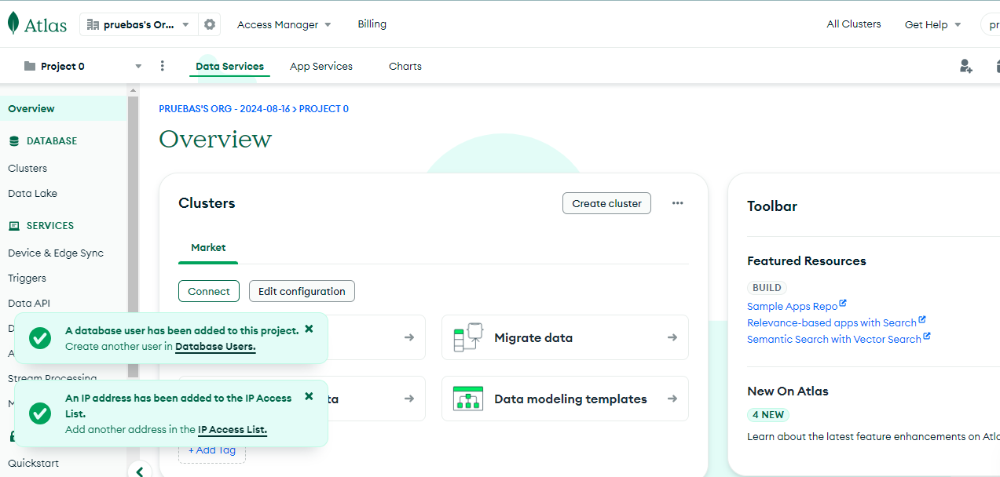 Atlas
pruebas's Or...
Access Manager
Billing
All Clusters
Get Help
Project 0
Data Services
App Services
Charts
Overview
DATABASE
Clusters
Data Lake
SERVICES
Device & Edge Sync
Triggers
Data API
Stream Processing
Quickstart
PRUEBAS'S ORG - 2024-08-16 > PROJECT 0
Overview
Clusters
Create cluster
Market
Connect
Edit configuration
Migrate data
Data modeling templates
+ Add Tag
A database user has been added to this project.
Create another user in Database Users.
An IP address has been added to the IP Access
List.
Add another address in the IP Access List.
Toolbar
Featured Resources
BUILD
Sample Apps Repo
Relevance-based apps with Search
Semantic Search with Vector Search
New On Atlas
4 NEW
Learn about the latest feature enhancements on Atla